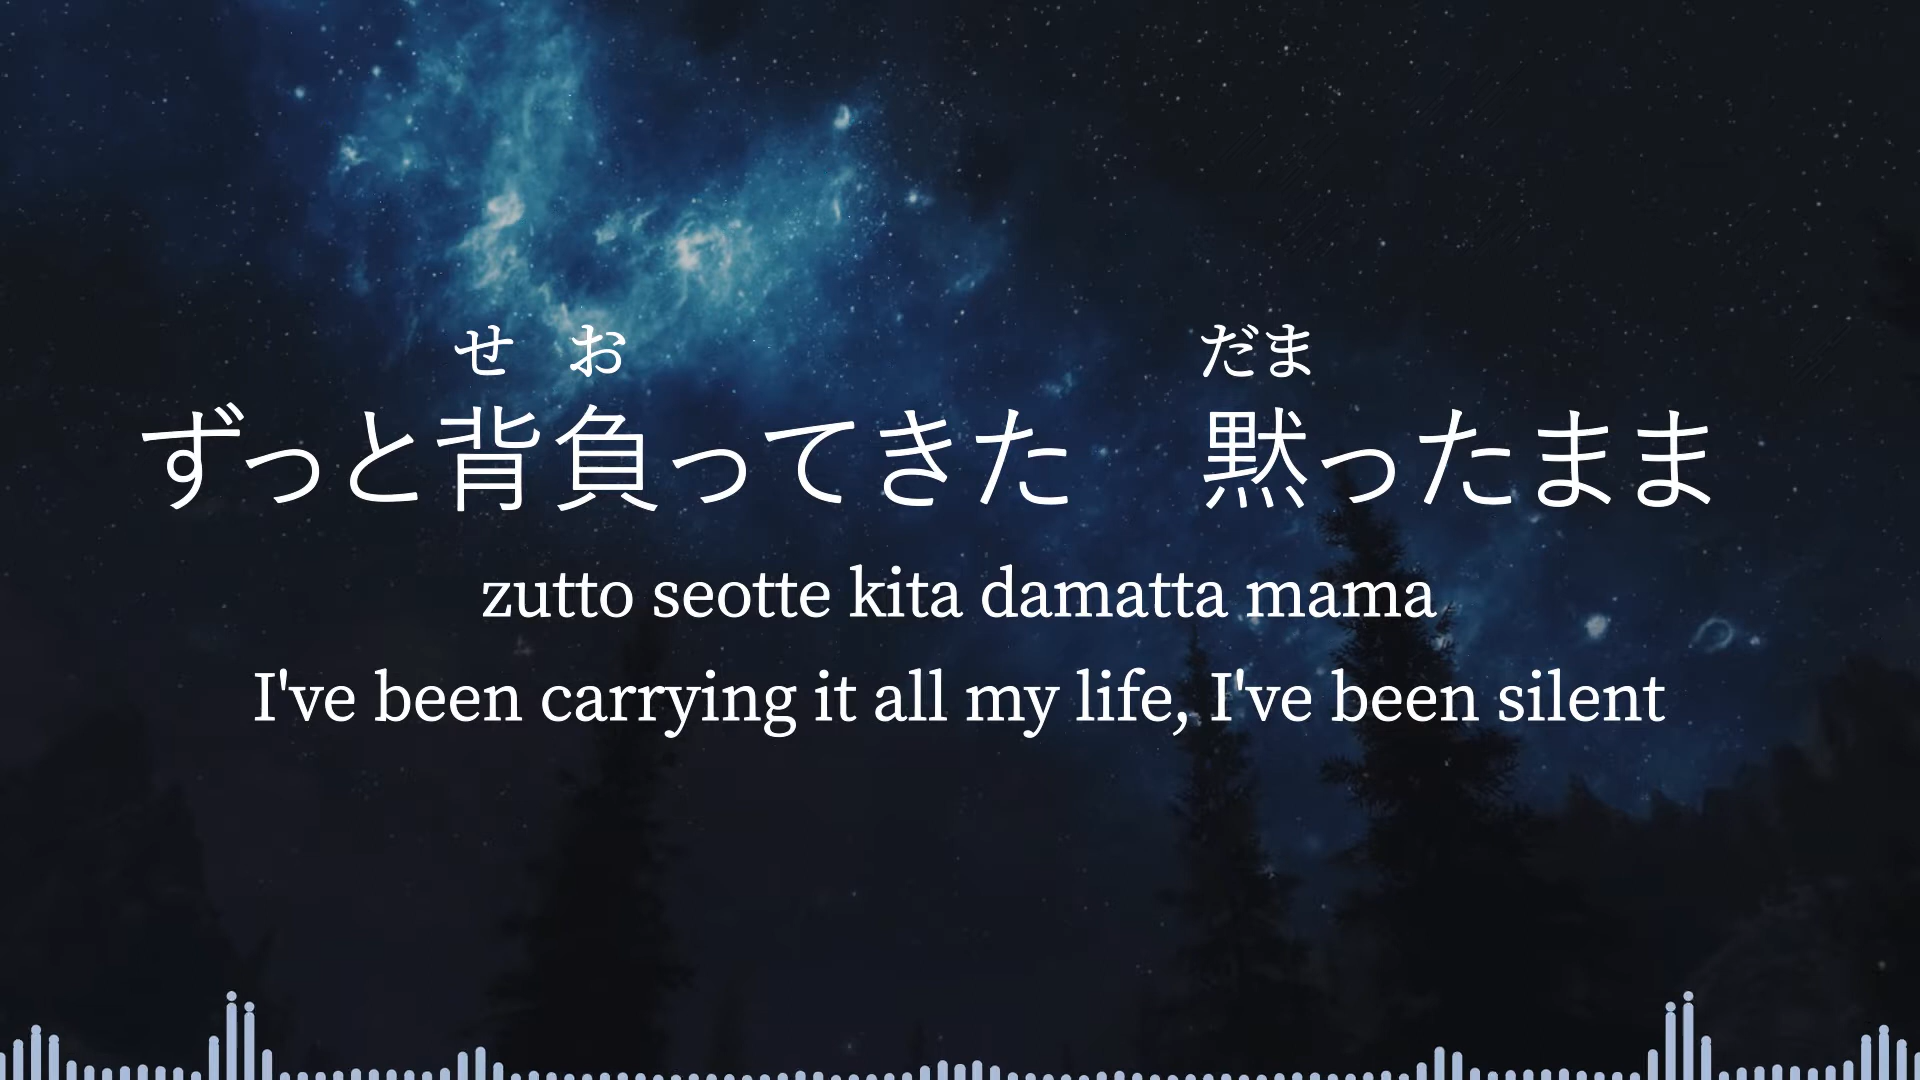 せ お だま
ずっと背負ってきた　黙ったまま
zutto seotte kita damatta mama
I've been carrying it all my life, I've been silent